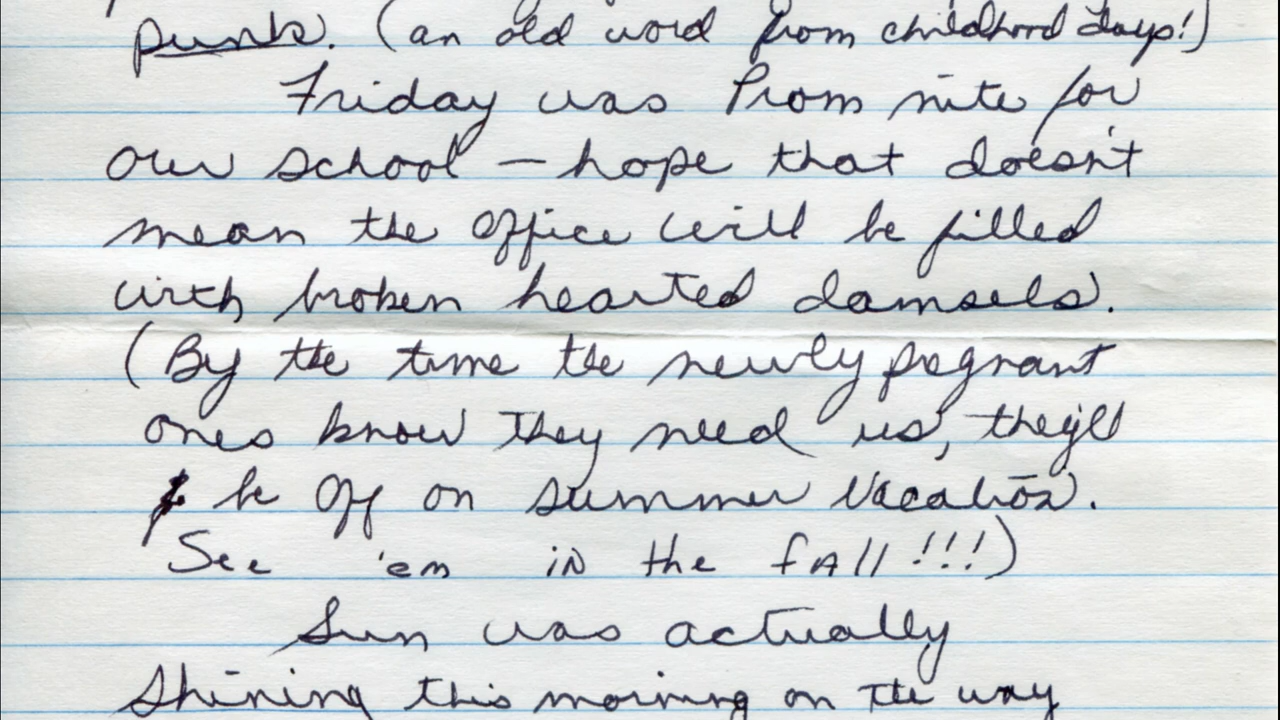 punk. (an old word from childhood days!)
Friday was Prom nite for
our school — hope that doesn't
mean the office will be filled
with broken hearted damsels.
(By the time the newly pregnant
ones know they need us, they'll
be off on summer vacation.
See 'em in the fall!!!)
Sun was actually
shining this morning on the way